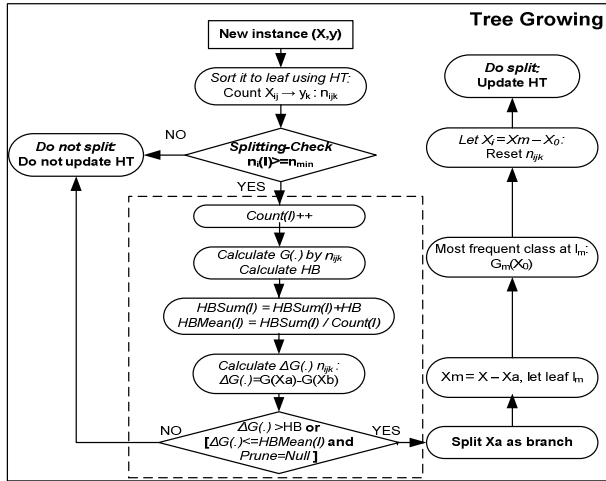 Tree Growing
New instance (X,y)
Sort it to leaf using HT:
Count Xij → yk : nijk
Splitting-Check
nl(l)>=nmin
NO
YES
Do not split:
Do not update HT
Count(l)++
Calculate G(.) by nijk
Calculate HB
HBSum(l) = HBSum(l)+HB
HBMean(l) = HBSum(l) / Count(l)
Calculate ΔG(.) nijk :
ΔG(.)=G(Xa)-G(Xb)
ΔG(.) >HB or
[ΔG(.)<=HBMean(l) and
Prune=Null ]
NO
YES
Split Xa as branch
Xm = X – Xa, let leaf lm
Most frequent class at lm:
Gm(X0)
Let Xi = Xm – X0:
Reset nijk
Do split:
Update HT